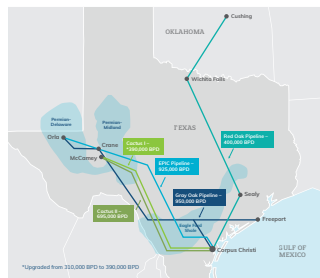 Cushing
OKLAHOMA
Wichita Falls
Permian-
Delaware
Permian-
Midland
TEXAS
Orla
Crane
McCamey
Cactus I –
*390,000 BPD
Red Oak Pipeline –
400,000 BPD
EPIC Pipeline –
925,000 BPD
Gray Oak Pipeline –
950,000 BPD
Cactus II –
695,000 BPD
Sealy
Freeport
Eagle Ford
Shale
Corpus Christi
GULF OF
MEXICO
*Upgraded from 310,000 BPD to 390,000 BPD